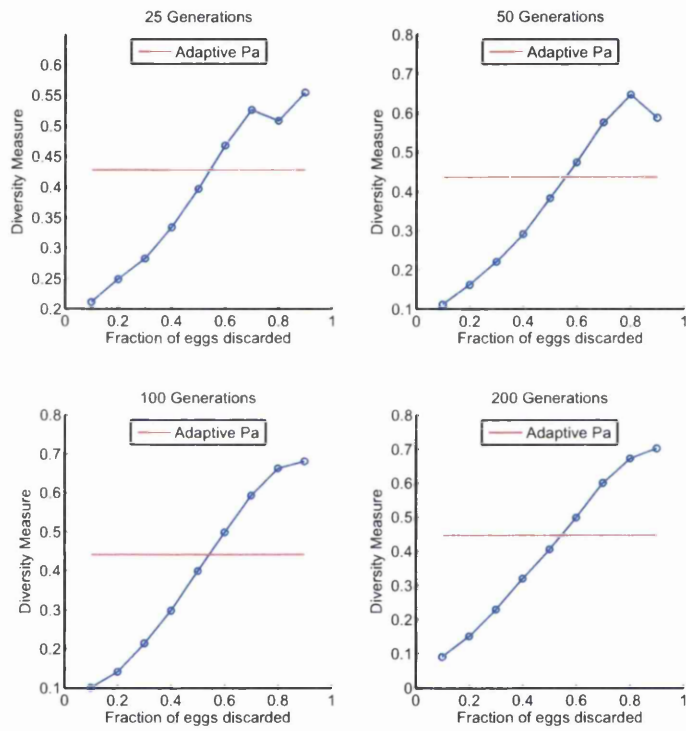 25 Generations
Adaptive Pa
Diversity Measure
0.6
0.55
0.5
0.45
0.4
0.35
0.3
0.25
0.2
0 0.2 0.4 0.6 0.8 1
Fraction of eggs discarded
50 Generations
Adaptive Pa
Diversity Measure
0.8
0.7
0.6
0.5
0.4
0.3
0.2
0.1
0 0.2 0.4 0.6 0.8 1
Fraction of eggs discarded
100 Generations
Adaptive Pa
Diversity Measure
0.8
0.7
0.6
0.5
0.4
0.3
0.2
0.1
0 0.2 0.4 0.6 0.8 1
Fraction of eggs discarded
200 Generations
Adaptive Pa
Diversity Measure
0.8
0.7
0.6
0.5
0.4
0.3
0.2
0.1
0
0 0.2 0.4 0.6 0.8 1
Fraction of eggs discarded